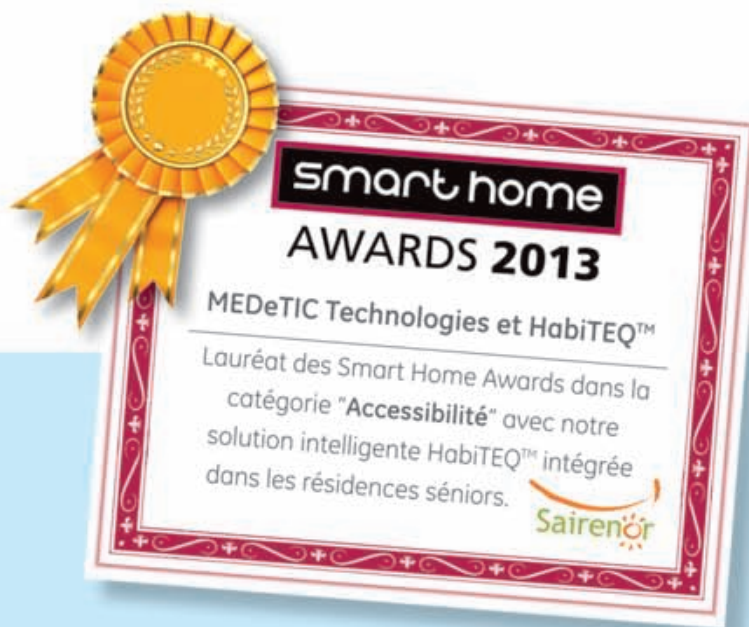 smart home
AWARDS 2013
MEDeTIC Technologies et HabiTEQ™
Lauréat des Smart Home Awards dans la
catégorie "Accessibilité" avec notre
solution intelligente HabiTEQ™ intégrée
dans les résidences séniors.
Sairenor